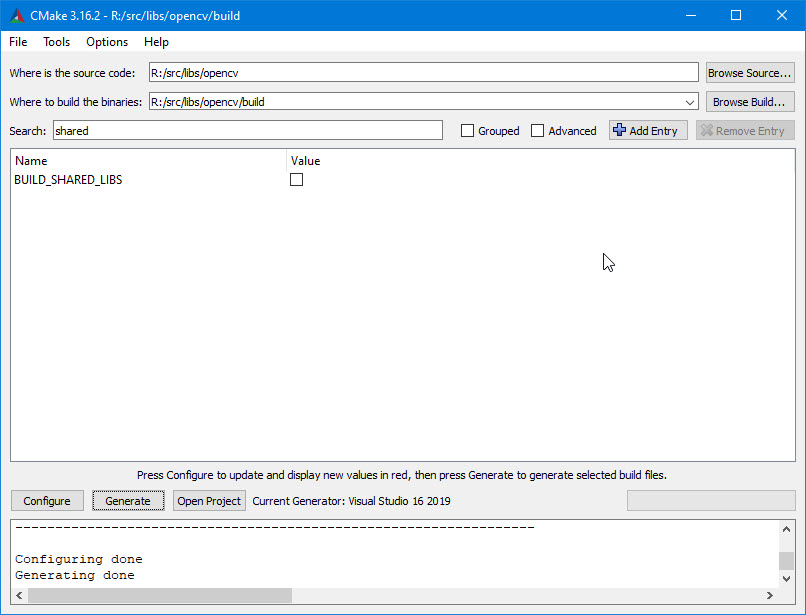 CMake 3.16.2 - R:/src/libs/opencv/build
File Tools Options Help
Where is the source code: R:/src/libs/opencv Browse Source...
Where to build the binaries: R:/src/libs/opencv/build Browse Build...
Search: shared Grouped Advanced Add Entry Remove Entry
Name Value
BUILD_SHARED_LIBS
Press Configure to update and display new values in red, then press Generate to generate selected build files.
Configure Generate Open Project Current Generator: Visual Studio 16 2019
-----------------------------------------------------------------
Configuring done
Generating done